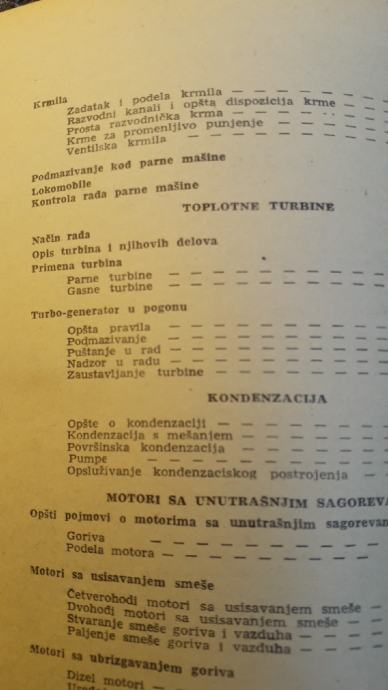 Krmila
Zadatak i podela krmila — — — — —
Razvodni kanali i opšta dispozicija krme — —
Prosta razvodnička krma — — — — —
Krme za promenljivo punjenje — — — —
Ventilska krmila — — — — — — —
Podmazivanje kod parne mašine
Lokomobile
Kontrola rada parne mašine
TOPLOTNE TURBINE
Način rada
Opis turbina i njihovih delova
Primena turbina
Parne turbine — — — — — — — —
Gasne turbine — — — — — — — —
Turbo-generator u pogonu
Opšta pravila — — — — — — — —
Podmazivanje — — — — — — — —
Puštanje u rad — — — — — — — —
Nadzor u radu — — — — — — — —
Zaustavljanje turbine — — — — — —
KONDENZACIJA
Opšte o kondenzaciji — — — — — —
Kondenzacija s mešanjem — — — — —
Površinska kondenzacija — — — — —
Pumpe — — — — — — — — —
Opsluživanje kondenzaciskog postrojenja — —
MOTORI SA UNUTRAŠNJIM SAGOREVA
Opšti pojmovi o motorima sa unutrašnjim sagorevan
Goriva — — — — — — — —
Podela motora — — — — — — — —
Motori sa usisavanjem smeše
Četverohodi motori sa usisavanjem smeše —
Dvohodi motori sa usisavanjem smeše — —
Stvaranje smeše goriva i vazduha — — — —
Paljenje smeše goriva i vazduha — — — —
Motori sa ubrizgavanjem goriva
Dizel motori — — — — — — —